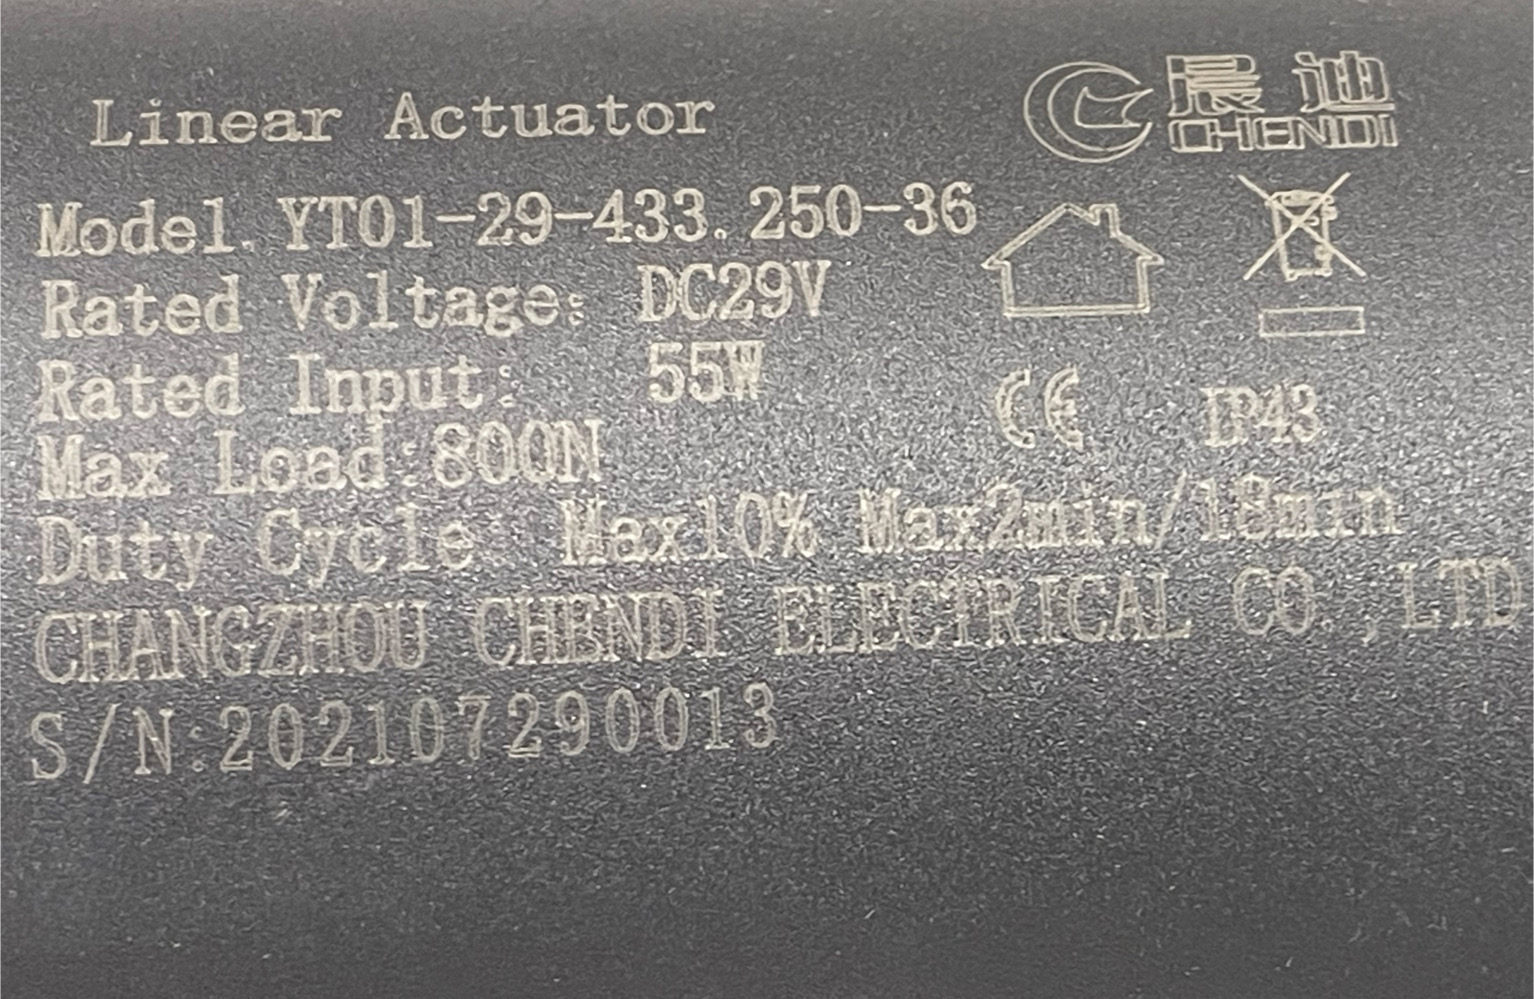 Linear Actuator
晨迪
CHENDI
Model. YT01-29-433.250-36
Rated Voltage: DC29V
Rated Input: 55W
CE IP43
Max Load:800N
Duty Cycle: Max10% Max2min/18min
CHANGZHOU CHENDI ELECTRICAL CO.,LTD
S/N:202107290013